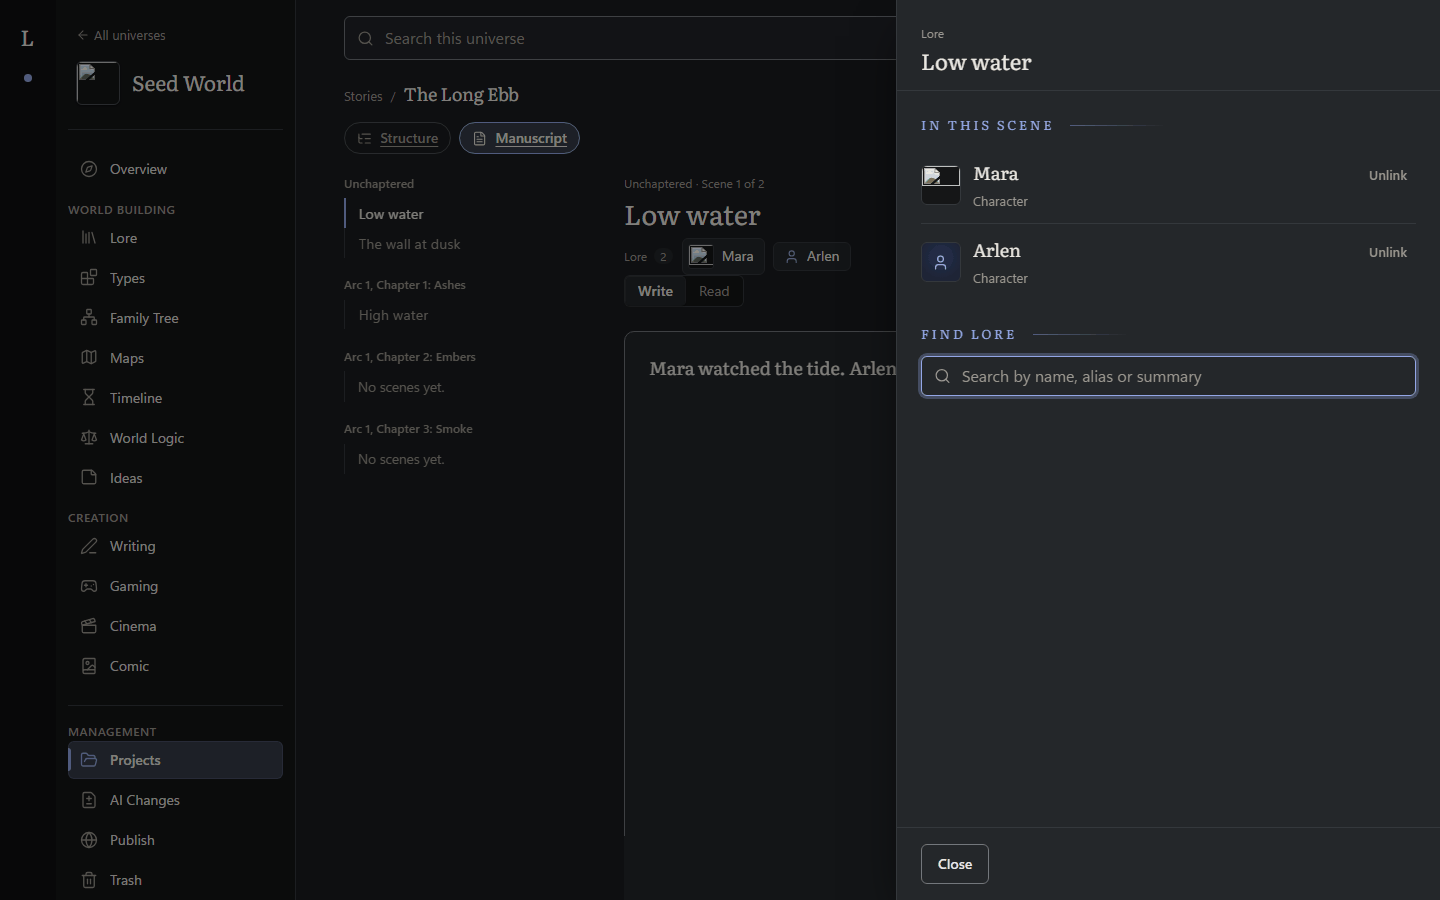 L
All universes
Seed World
Overview
WORLD BUILDING
Lore
Types
Family Tree
Maps
Timeline
World Logic
Ideas
CREATION
Writing
Gaming
Cinema
Comic
MANAGEMENT
Projects
AI Changes
Publish
Trash
Search this universe
Stories / The Long Ebb
Structure
Manuscript
Unchaptered
Low water
The wall at dusk
Arc 1, Chapter 1: Ashes
High water
Arc 1, Chapter 2: Embers
No scenes yet.
Arc 1, Chapter 3: Smoke
No scenes yet.
Unchaptered · Scene 1 of 2
Low water
Lore 2 Mara Arlen
Write Read
Mara watched the tide. Arlen
Lore
Low water
IN THIS SCENE
Mara
Character
Unlink
Arlen
Character
Unlink
FIND LORE
Search by name, alias or summary
Close